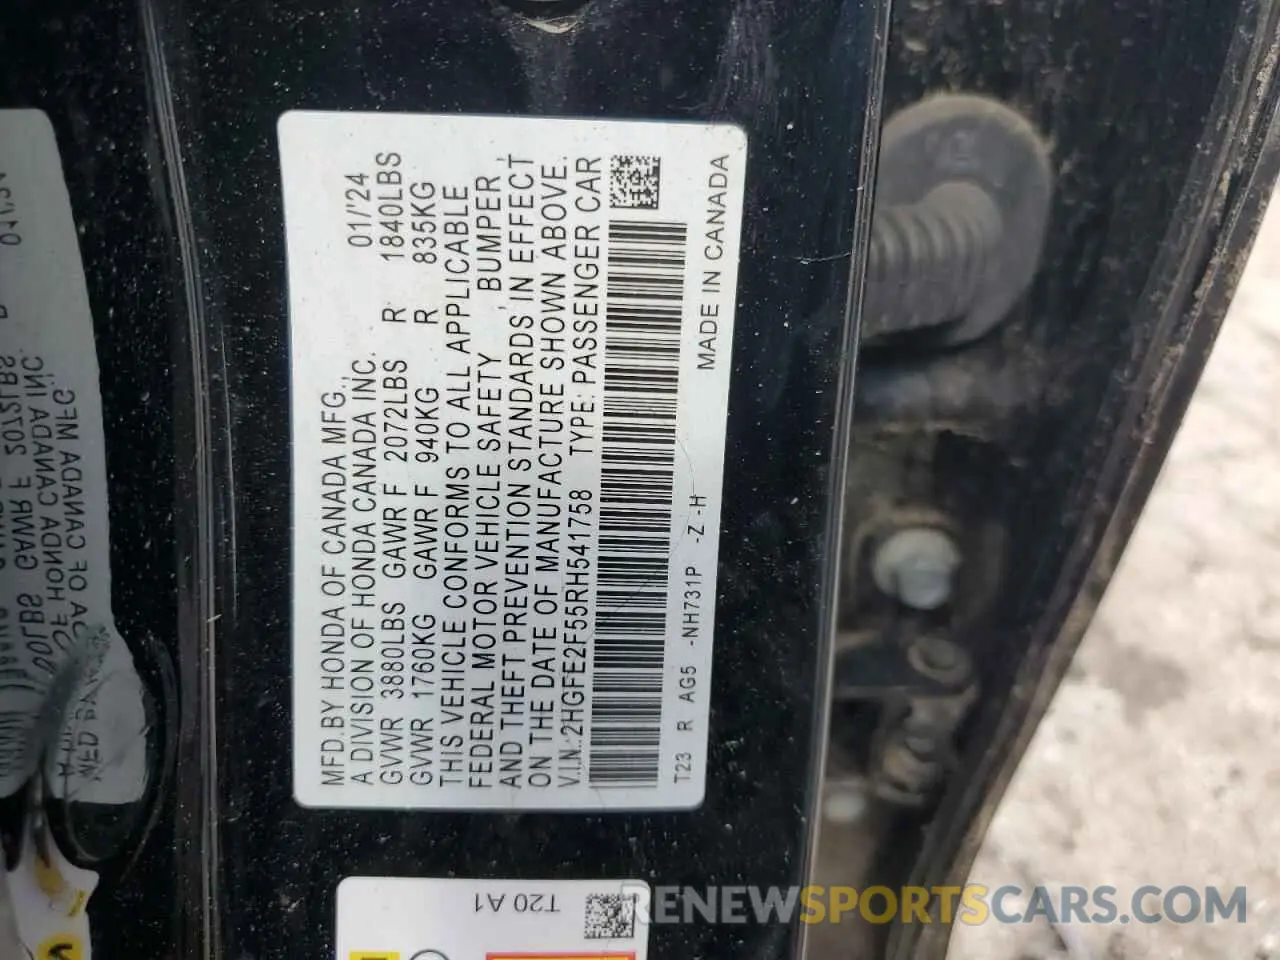 MFD.BY HONDA OF CANADA MFG.,
A DIVISION OF HONDA CANADA INC. 01/'24
GVWR 3880LBS GAWR F 2072LBS R 1840LBS
GVWR 1760KG GAWR F 940KG R 835KG
THIS VEHICLE CONFORMS TO ALL APPLICABLE
FEDERAL MOTOR VEHICLE SAFETY , BUMPER ,
AND THEFT PREVENTION STANDARDS IN EFFECT
ON THE DATE OF MANUFACTURE SHOWN ABOVE.
V.I.N.:2HGFE2F55RH541758 TYPE: PASSENGER CAR
T23 R AG5 -NH731P -Z -H
MADE IN CANADA
T20 A1
RENEWSPORTSCARS.COM